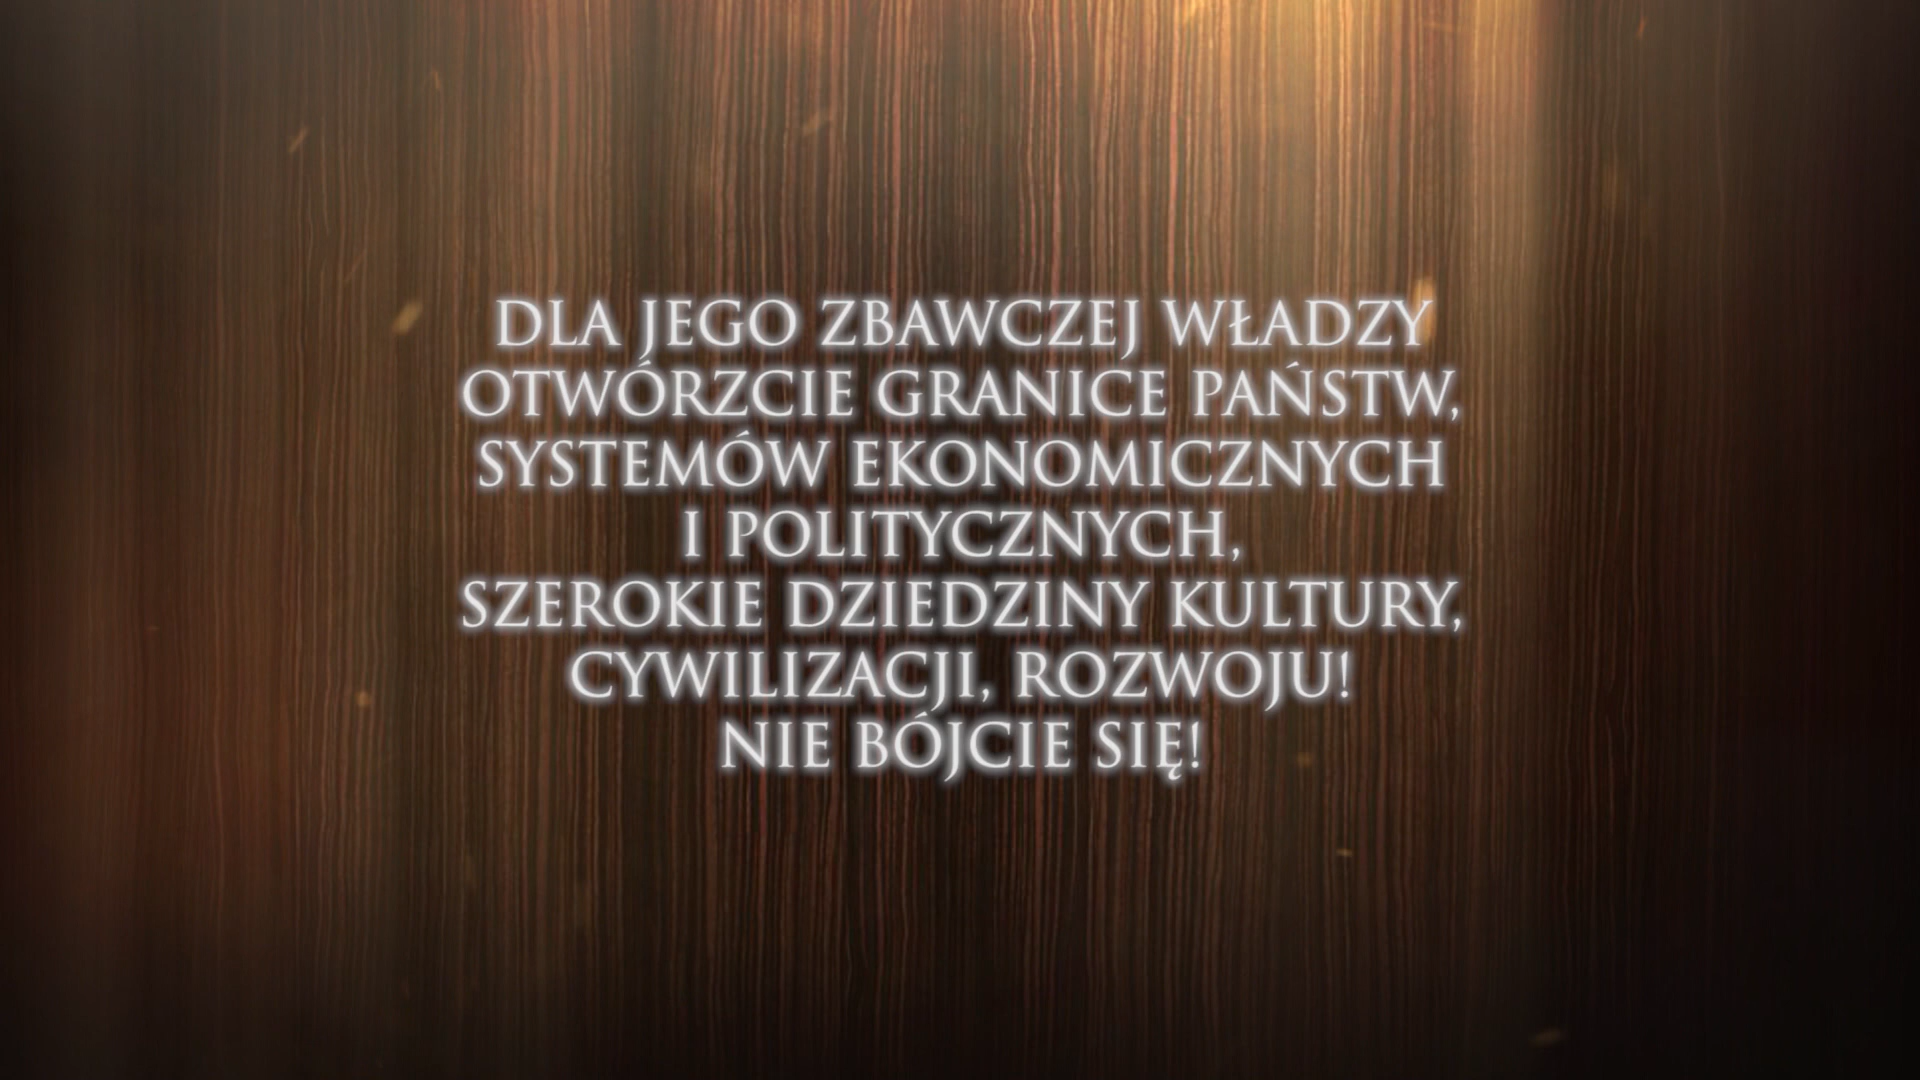 DLA JEGO ZBAWCZEJ WŁADZY
OTWÓRZCIE GRANICE PAŃSTW,
SYSTEMÓW EKONOMICZNYCH
I POLITYCZNYCH,
SZEROKIE DZIEDZINY KULTURY,
CYWILIZACJI, ROZWOJU!
NIE BÓJCIE SIĘ!